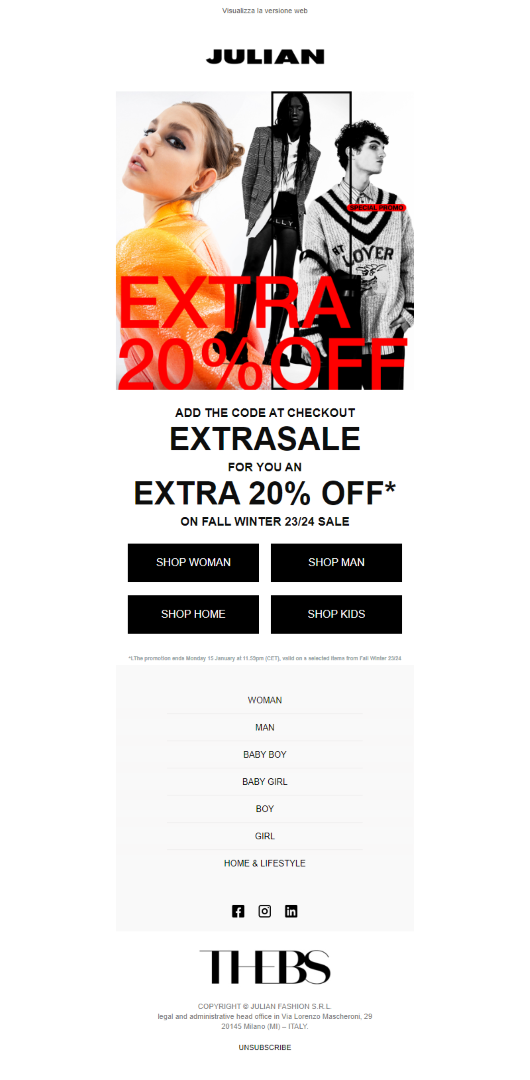 Visualizza la versione web
JULIAN
SPECIAL PROMO
LOVER
EXTRA
20%OFF
ADD THE CODE AT CHECKOUT
EXTRASALE
FOR YOU AN
EXTRA 20% OFF*
ON FALL WINTER 23/24 SALE
SHOP WOMAN
SHOP MAN
SHOP HOME
SHOP KIDS
The promotion ends Monday 15 January at 11.59pm (CET), valid on a selected items from Fall Winter 23/24
WOMAN
MAN
BABY BOY
BABY GIRL
BOY
GIRL
HOME & LIFESTYLE
THEBS
COPYRIGHT © JULIAN FASHION S.R.L.
legal and administrative head office in Via Lorenzo Mascheroni, 29
20145 Milano (MI) – ITALY.
UNSUBSCRIBE